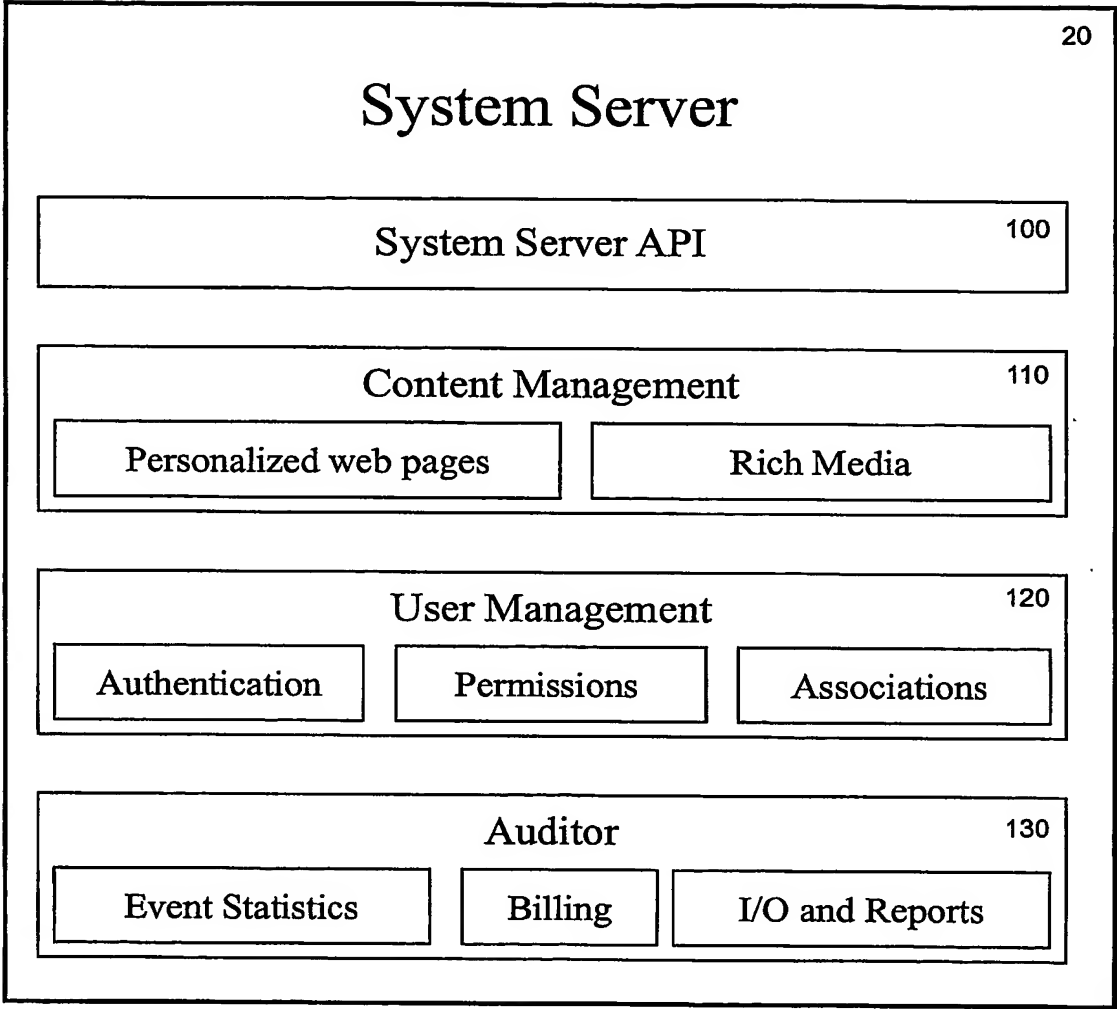 20
System Server
System Server API 100
Content Management 110
Personalized web pages Rich Media
User Management 120
Authentication Permissions Associations
Auditor 130
Event Statistics Billing I/O and Reports